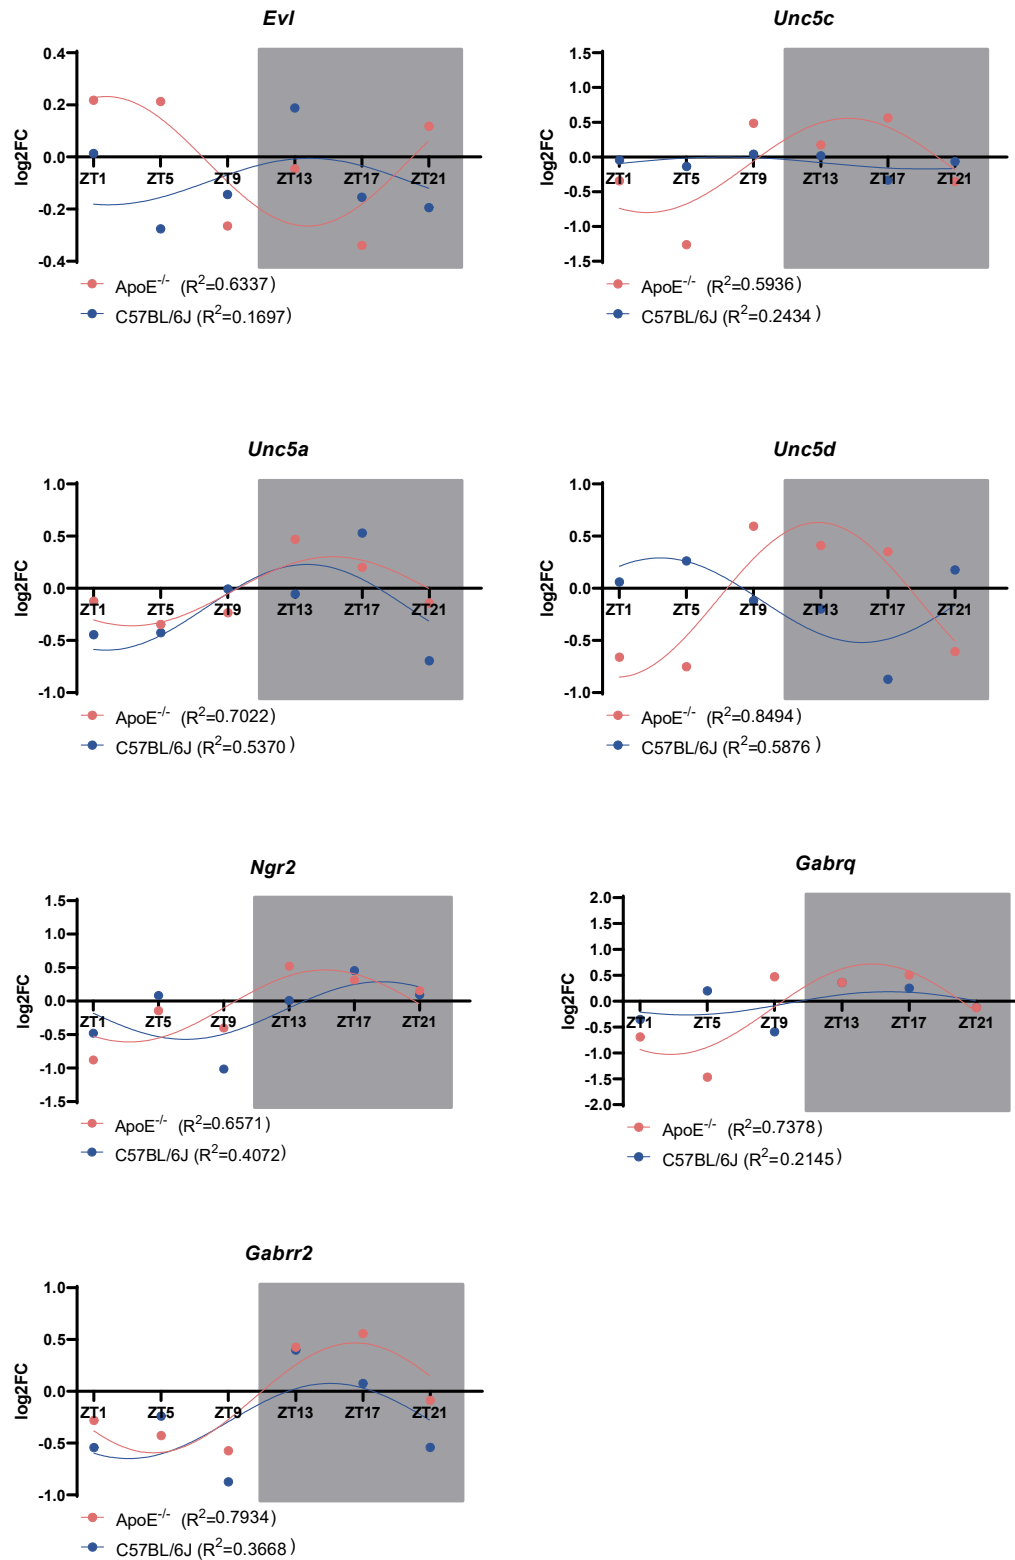 Evl
0.4
0.2
0.0
-0.2
-0.4
log2FC
ZT1 ZT5 ZT9 ZT13 ZT17 ZT21
ApoE-/- (R2=0.6337)
C57BL/6J (R2=0.1697)
Unc5c
1.5
1.0
0.5
0.0
-0.5
-1.0
-1.5
log2FC
ZT1 ZT5 ZT9 ZT13 ZT17 ZT21
ApoE-/- (R2=0.5936)
C57BL/6J (R2=0.2434 )
Unc5a
1.0
0.5
0.0
-0.5
-1.0
log2FC
ZT1 ZT5 ZT9 ZT13 ZT17 ZT21
ApoE-/- (R2=0.7022)
C57BL/6J (R2=0.5370 )
Unc5d
1.0
0.5
0.0
-0.5
-1.0
log2FC
ZT1 ZT5 ZT9 ZT13 ZT17 ZT21
ApoE-/- (R2=0.8494)
C57BL/6J (R2=0.5876 )
Ngr2
1.5
1.0
0.5
0.0
-0.5
-1.0
-1.5
log2FC
ZT1 ZT5 ZT9 ZT13 ZT17 ZT21
ApoE-/- (R2=0.6571)
C57BL/6J (R2=0.4072)
Gabrq
2.0
1.5
1.0
0.5
0.0
-0.5
-1.0
-1.5
-2.0
log2FC
ZT1 ZT5 ZT9 ZT13 ZT17 ZT21
ApoE-/- (R2=0.7378)
C57BL/6J (R2=0.2145)
Gabrr2
1.0
0.5
0.0
-0.5
-1.0
log2FC
ZT1 ZT5 ZT9 ZT13 ZT17 ZT21
ApoE-/- (R2=0.7934)
C57BL/6J (R2=0.3668 )